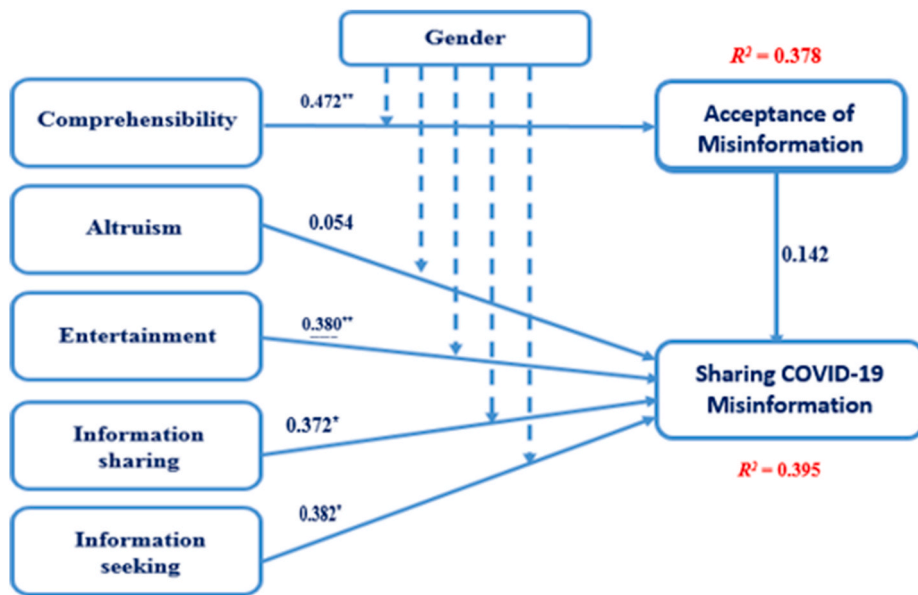 Gender
R² = 0.378
Comprehensibility
0.472**
Acceptance of
Misinformation
Altruism
0.054
0.142
Entertainment
0.380**
Sharing COVID-19
Misinformation
Information
sharing
0.372*
R² = 0.395
Information
seeking
0.382*